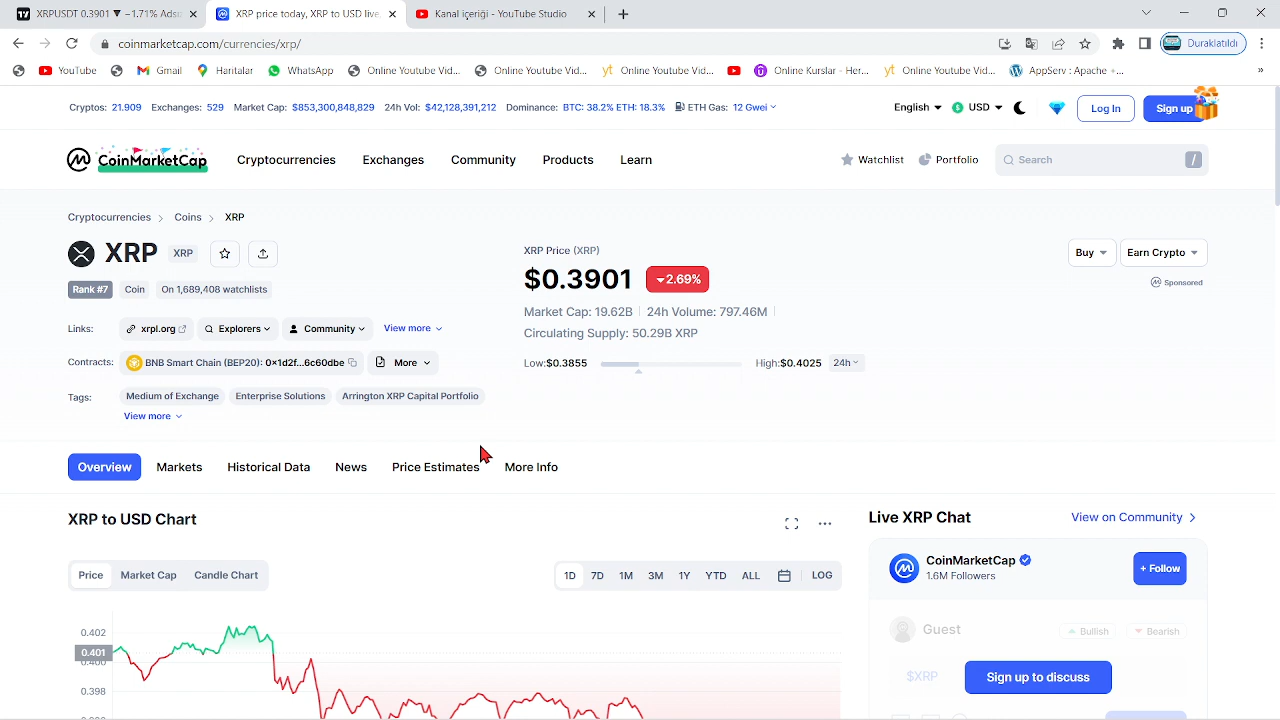 XRPUSDT 0.3901 ▼ −1.71% Adsı
XRP price today, XRP to USD live,
Kanal içeriği - YouTube Studio
coinmarketcap.com/currencies/xrp/
Duraklatıldı
YouTube
Gmail
Haritalar
WhatsApp
Online Youtube Vid...
Online Youtube Vid...
Online Youtube Vid...
Online Kurslar - Her...
Online Youtube Vid...
AppServ : Apache +...
»
Cryptos: 21.909 Exchanges: 529 Market Cap: $853,300,848,829 24h Vol: $42,128,391,212 Dominance: BTC: 38.2% ETH: 18.3% ETH Gas: 12 Gwei
English USD Log In Sign up
CoinMarketCap Cryptocurrencies Exchanges Community Products Learn
Watchlist Portfolio Search /
Cryptocurrencies > Coins > XRP
XRP XRP
Rank #7 Coin On 1,689,408 watchlists
Links: xrpl.org Explorers Community View more
Contracts: BNB Smart Chain (BEP20): 0x1d2f...6c60dbe More
Tags: Medium of Exchange Enterprise Solutions Arrington XRP Capital Portfolio
View more
XRP Price (XRP)
$0.3901 2.69%
Market Cap: 19.62B 24h Volume: 797.46M
Circulating Supply: 50.29B XRP
Low:$0.3855 High:$0.4025 24h
Buy Earn Crypto
Sponsored
Overview Markets Historical Data News Price Estimates More Info
XRP to USD Chart
...
Price Market Cap Candle Chart
1D 7D 1M 3M 1Y YTD ALL LOG
0.402
0.401
0.398
Live XRP Chat View on Community >
CoinMarketCap
1.6M Followers
+ Follow
Guest
Bullish Bearish
$XRP
Sign up to discuss